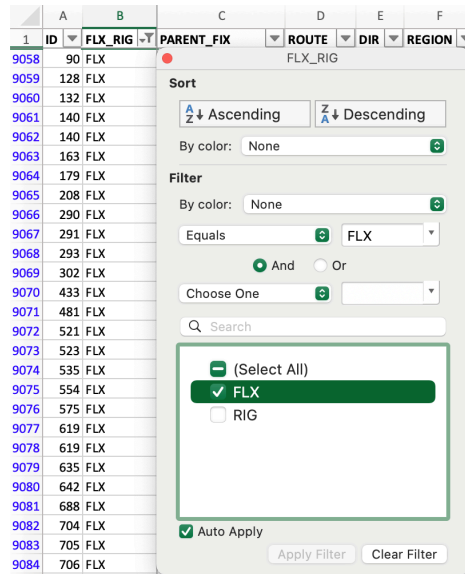 A B C D E F
1 ID FLX_RIG PARENT_FIX ROUTE DIR REGION
9058 90 FLX
9059 128 FLX
9060 132 FLX
9061 140 FLX
9062 140 FLX
9063 163 FLX
9064 179 FLX
9065 208 FLX
9066 290 FLX
9067 291 FLX
9068 293 FLX
9069 302 FLX
9070 433 FLX
9071 481 FLX
9072 521 FLX
9073 523 FLX
9074 535 FLX
9075 554 FLX
9076 575 FLX
9077 619 FLX
9078 619 FLX
9079 635 FLX
9080 642 FLX
9081 688 FLX
9082 704 FLX
9083 705 FLX
9084 706 FLX
FLX_RIG
Sort
AZ Ascending ZA Descending
By color: None
Filter
By color: None
Equals FLX
And Or
Choose One
Search
(Select All)
FLX
RIG
Auto Apply
Apply Filter Clear Filter